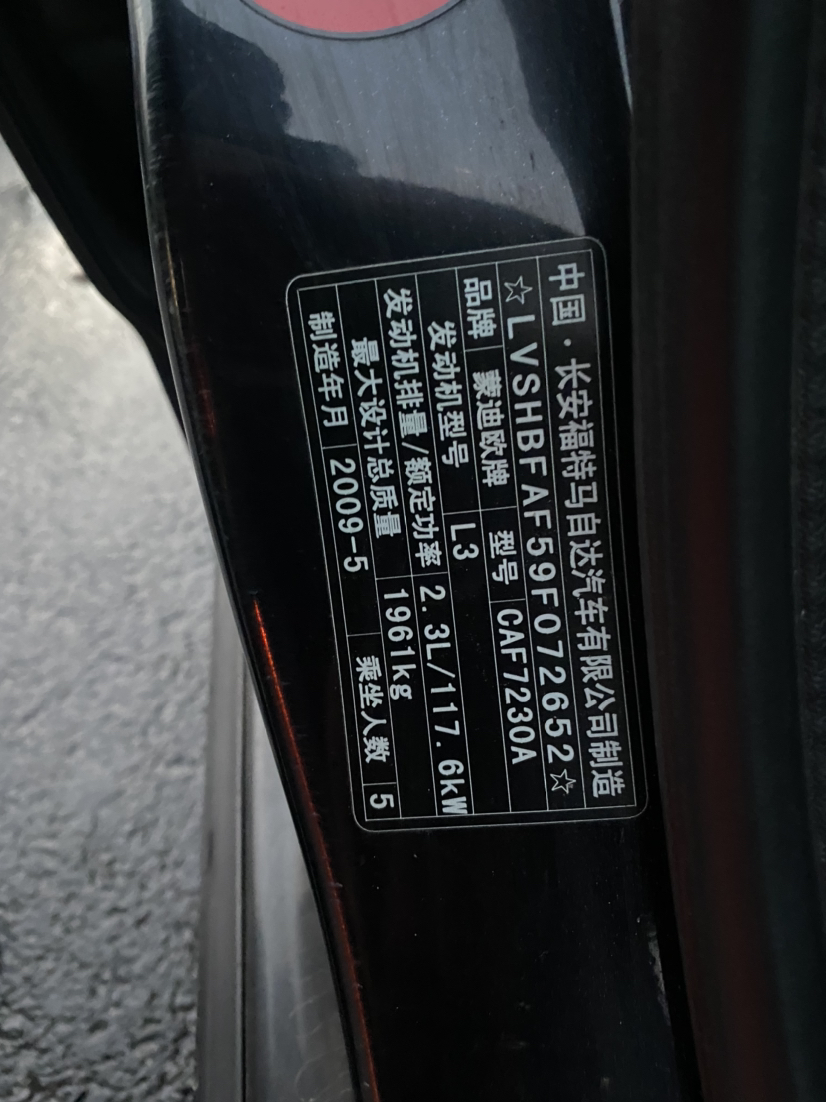 中国·长安福特马自达汽车有限公司制造
☆LVSHBFAF59F072652☆
品牌 蒙迪欧牌 型号 CAF7230A
发动机型号 L3
发动机排量/额定功率 2.3L/117.6kW
最大设计总质量 1961kg
制造年月 2009-5 乘坐人数 5